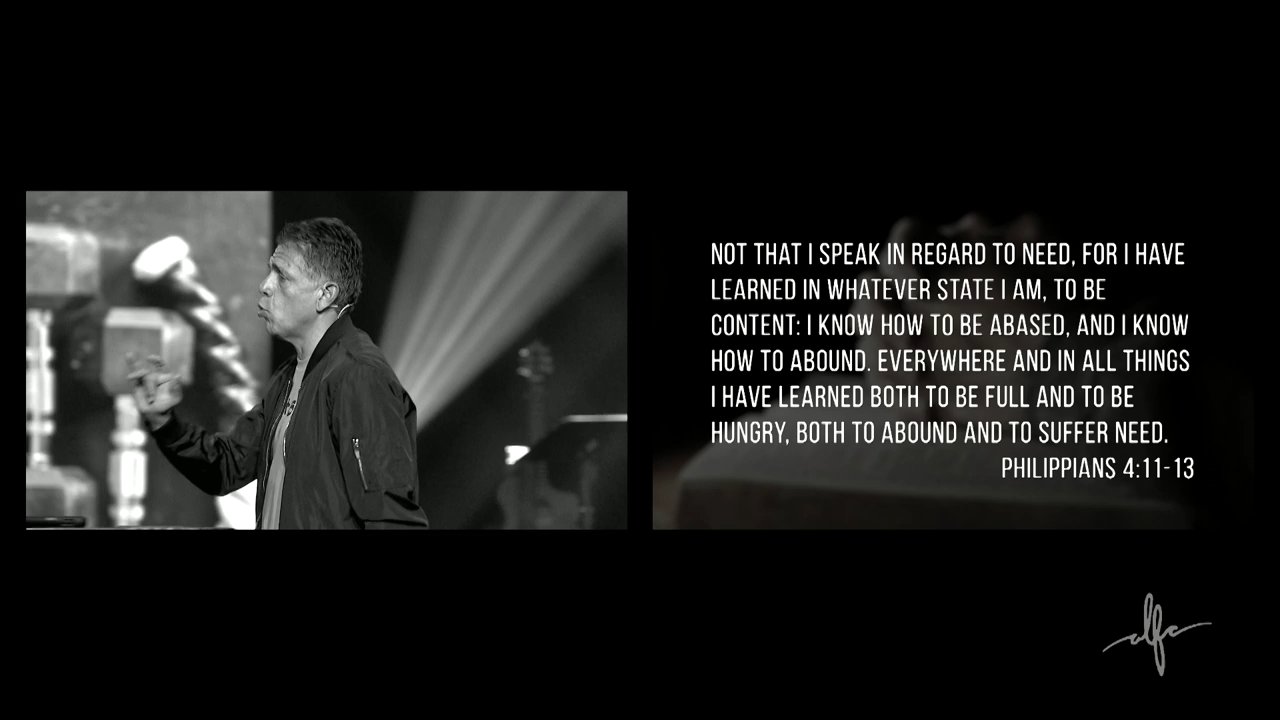 NOT THAT I SPEAK IN REGARD TO NEED, FOR I HAVE
LEARNED IN WHATEVER STATE I AM, TO BE
CONTENT: I KNOW HOW TO BE ABASED, AND I KNOW
HOW TO ABOUND. EVERYWHERE AND IN ALL THINGS
I HAVE LEARNED BOTH TO BE FULL AND TO BE
HUNGRY, BOTH TO ABOUND AND TO SUFFER NEED.
PHILIPPIANS 4:11-13